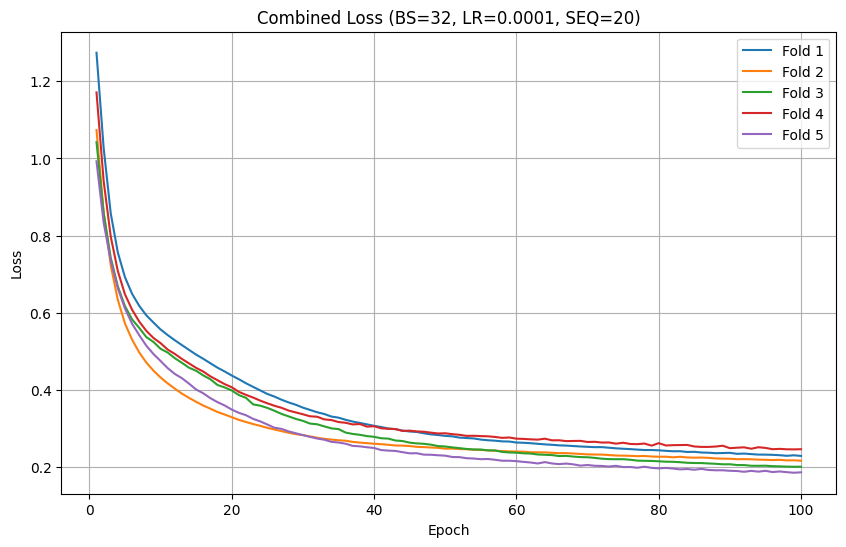 Combined Loss (BS=32, LR=0.0001, SEQ=20)
Fold 1
Fold 2
Fold 3
Fold 4
Fold 5
Loss
1.2
1.0
0.8
0.6
0.4
0.2
0 20 40 60 80 100
Epoch